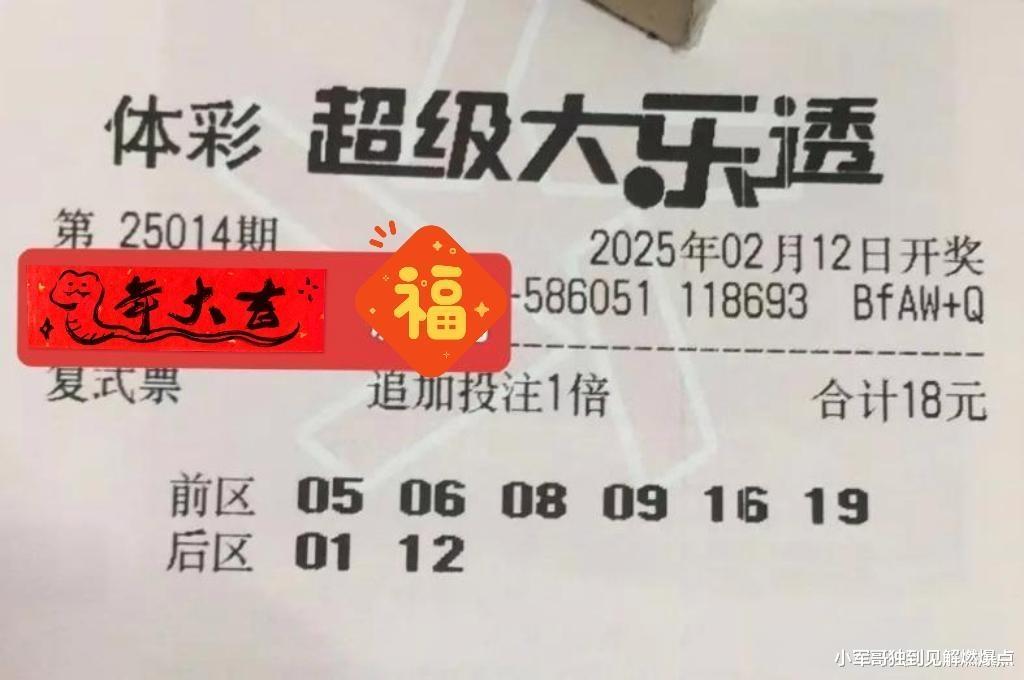 体彩 超级大乐透
第 25014期
2025年02月12日开奖
年大吉 福 -586051 118693 BfAW+Q
复式票 追加投注1倍 合计18元
前区 05 06 08 09 16 19
后区 01 12
小军哥独到见解燃爆点